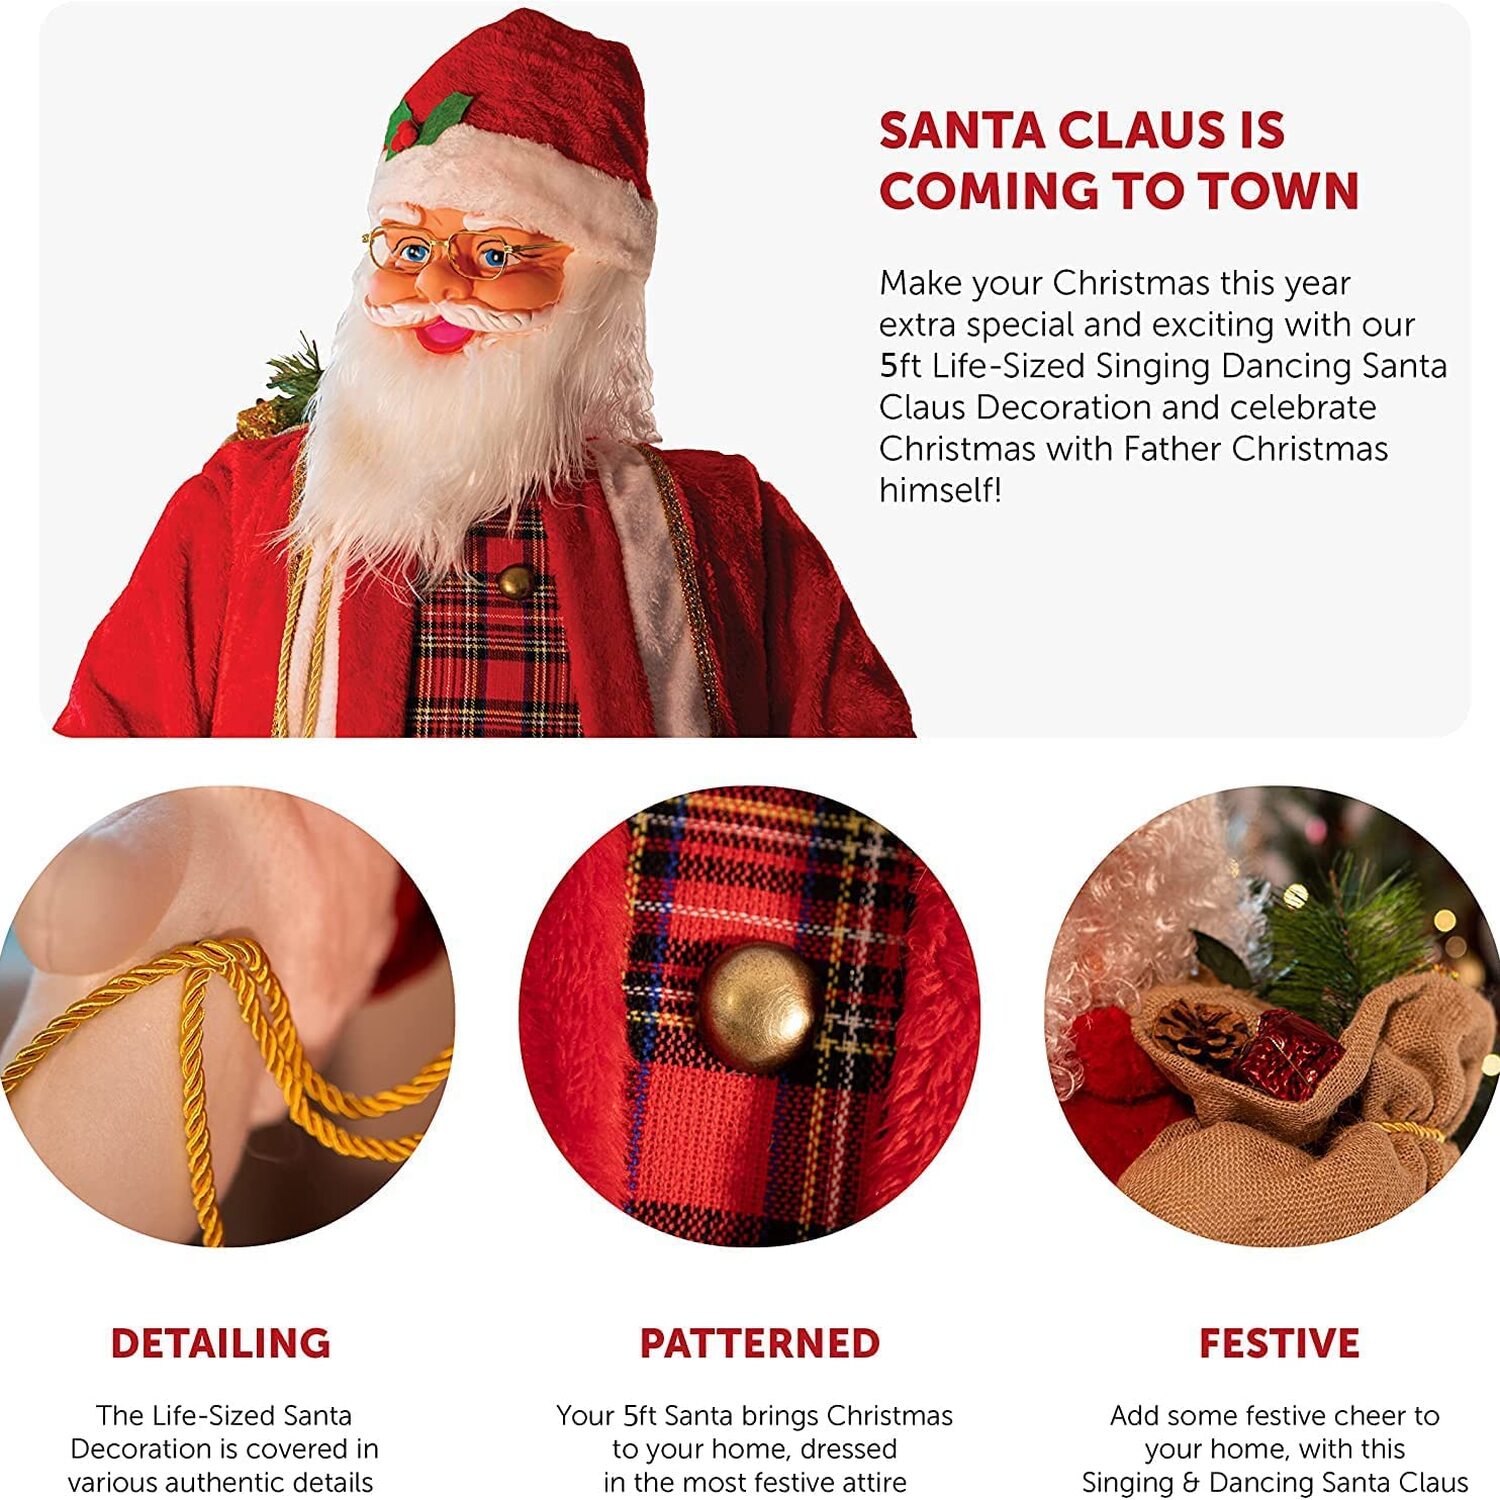 SANTA CLAUS IS
COMING TO TOWN
Make your Christmas this year
extra special and exciting with our
5ft Life-Sized Singing Dancing Santa
Claus Decoration and celebrate
Christmas with Father Christmas
himself!
DETAILING
The Life-Sized Santa
Decoration is covered in
various authentic details
PATTERNED
Your 5ft Santa brings Christmas
to your home, dressed
in the most festive attire
FESTIVE
Add some festive cheer to
your home, with this
Singing & Dancing Santa Claus